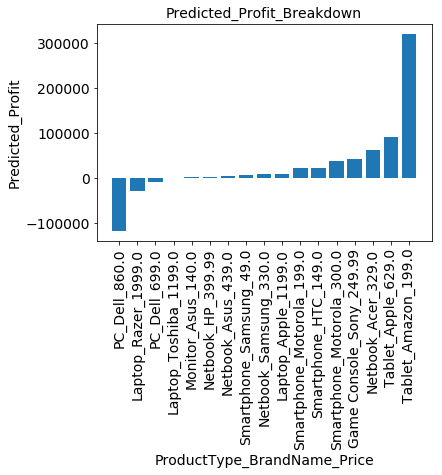 Predicted_Profit_Breakdown
Predicted_Profit
300000
200000
100000
0
−100000
PC_Dell_860.0
Laptop_Razer_1999.0
PC_Dell_699.0
Laptop_Toshiba_1199.0
Monitor_Asus_140.0
Netbook_HP_399.99
Netbook_Asus_439.0
Smartphone_Samsung_49.0
Netbook_Samsung_330.0
Laptop_Apple_1199.0
Smartphone_Motorola_199.0
Smartphone_HTC_149.0
Smartphone_Motorola_300.0
Game Console_Sony_249.99
Netbook_Acer_329.0
Tablet_Apple_629.0
Tablet_Amazon_199.0
ProductType_BrandName_Price